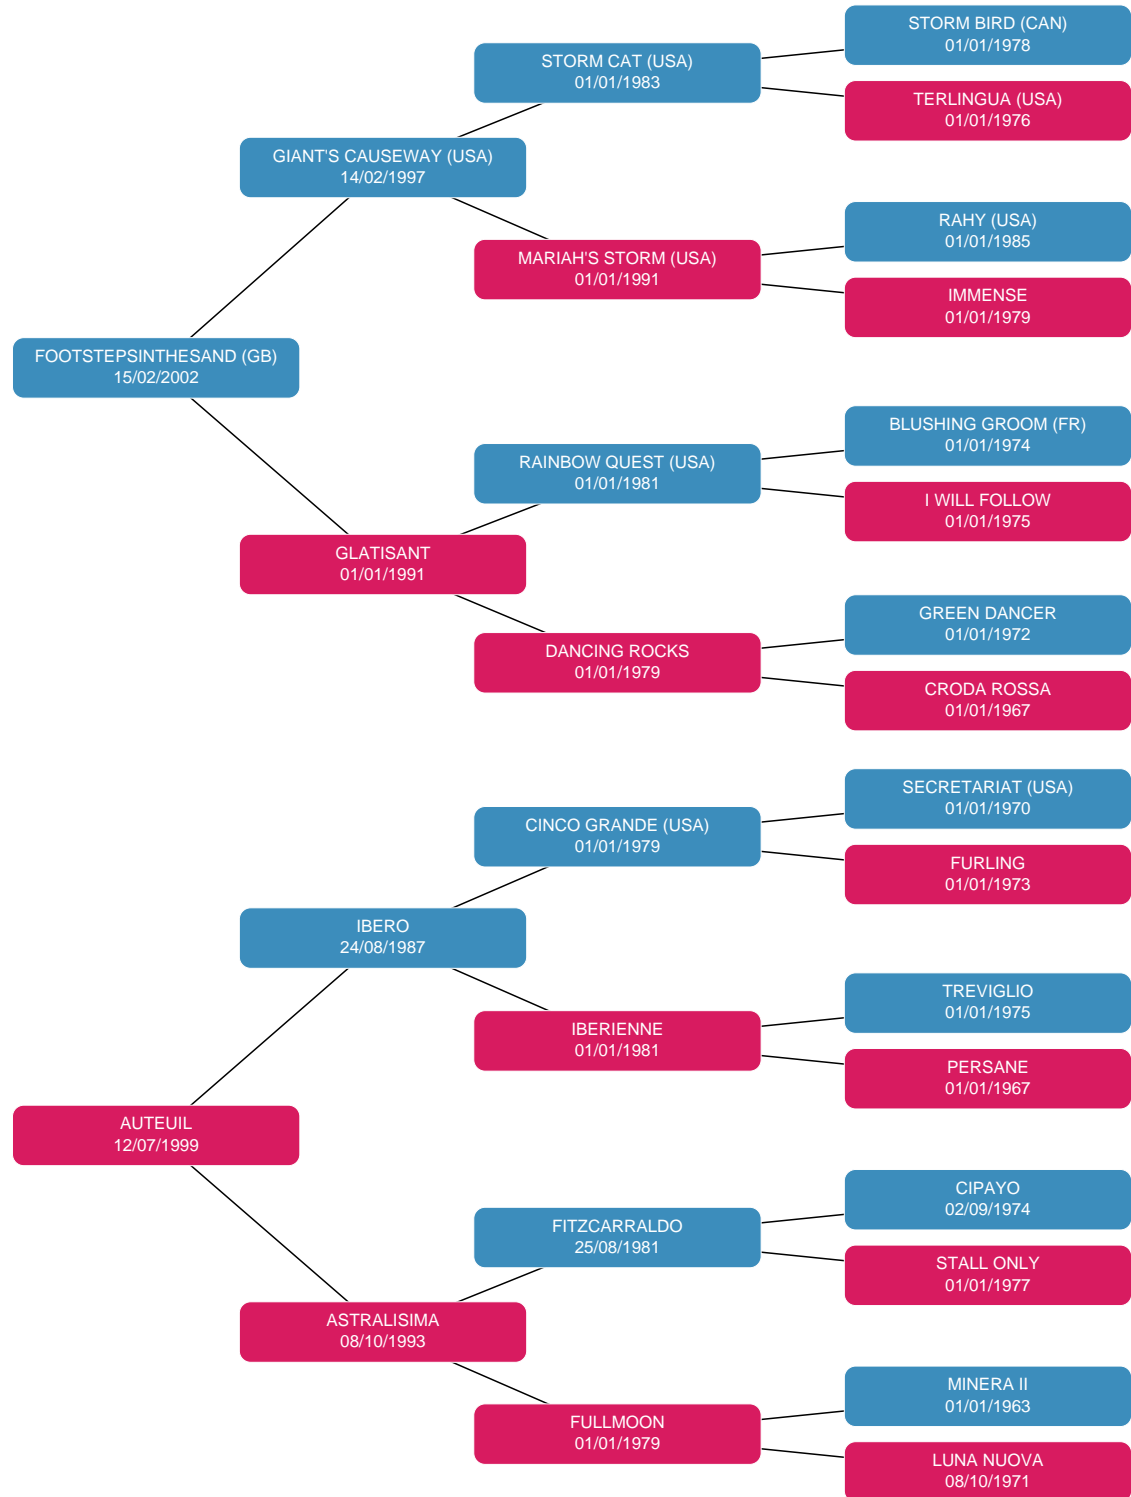 STORM BIRD (CAN)
01/01/1978
STORM CAT (USA)
01/01/1983
TERLINGUA (USA)
01/01/1976
GIANT'S CAUSEWAY (USA)
14/02/1997
RAHY (USA)
01/01/1985
MARIAH'S STORM (USA)
01/01/1991
IMMENSE
01/01/1979
FOOTSTEPSINTHESAND (GB)
15/02/2002
BLUSHING GROOM (FR)
01/01/1974
RAINBOW QUEST (USA)
01/01/1981
I WILL FOLLOW
01/01/1975
GLATISANT
01/01/1991
GREEN DANCER
01/01/1972
DANCING ROCKS
01/01/1979
CRODA ROSSA
01/01/1967
SECRETARIAT (USA)
01/01/1970
CINCO GRANDE (USA)
01/01/1979
FURLING
01/01/1973
IBERO
24/08/1987
TREVIGLIO
01/01/1975
IBERIENNE
01/01/1981
PERSANE
01/01/1967
AUTEUIL
12/07/1999
CIPAYO
02/09/1974
FITZCARRALDO
25/08/1981
STALL ONLY
01/01/1977
ASTRALISIMA
08/10/1993
MINERA II
01/01/1963
FULLMOON
01/01/1979
LUNA NUOVA
08/10/1971